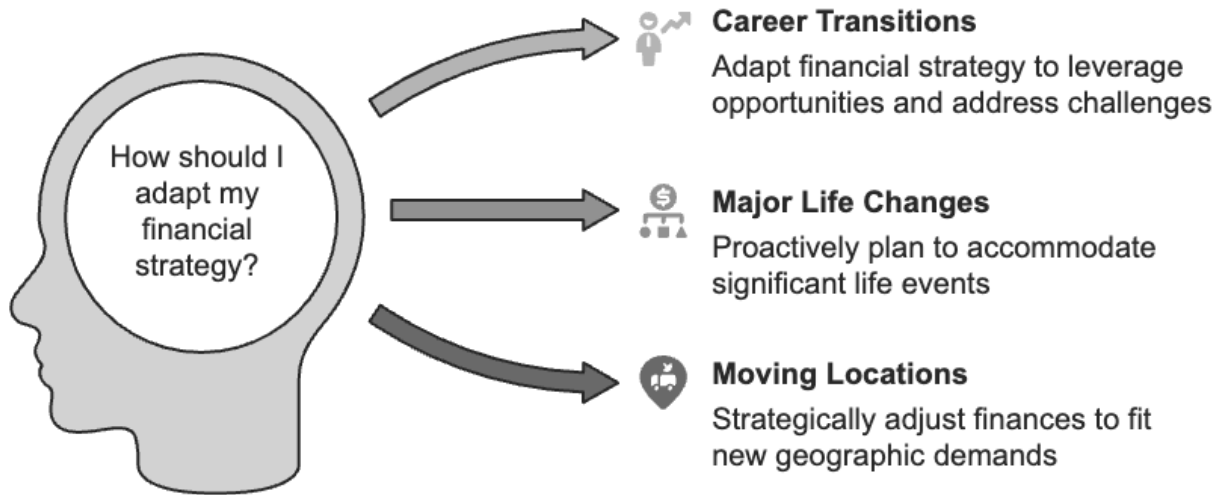 How should I
adapt my
financial
strategy?
Career Transitions
Adapt financial strategy to leverage
opportunities and address challenges
Major Life Changes
Proactively plan to accommodate
significant life events
Moving Locations
Strategically adjust finances to fit
new geographic demands